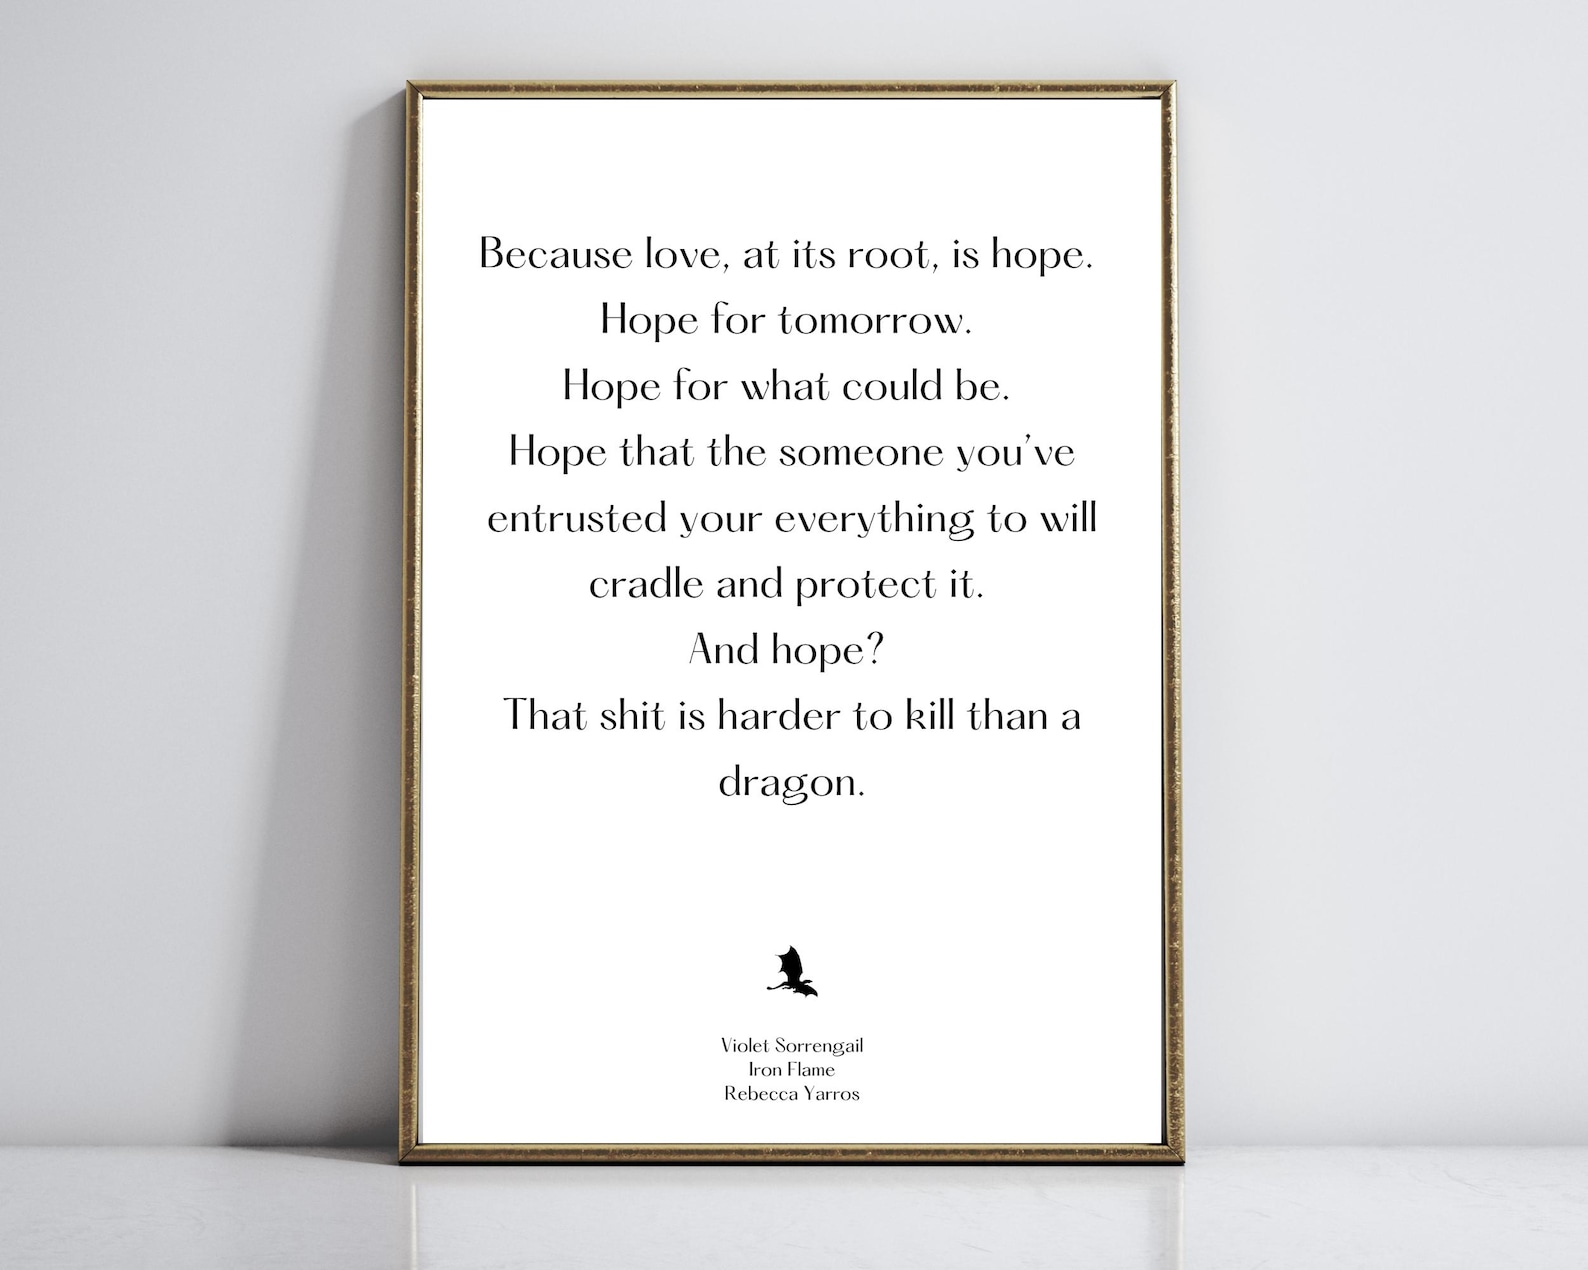 Because love, at its root, is hope.
Hope for tomorrow.
Hope for what could be.
Hope that the someone you’ve
entrusted your everything to will
cradle and protect it.
And hope?
That shit is harder to kill than a
dragon.
Violet Sorrengail
Iron Flame
Rebecca Yarros